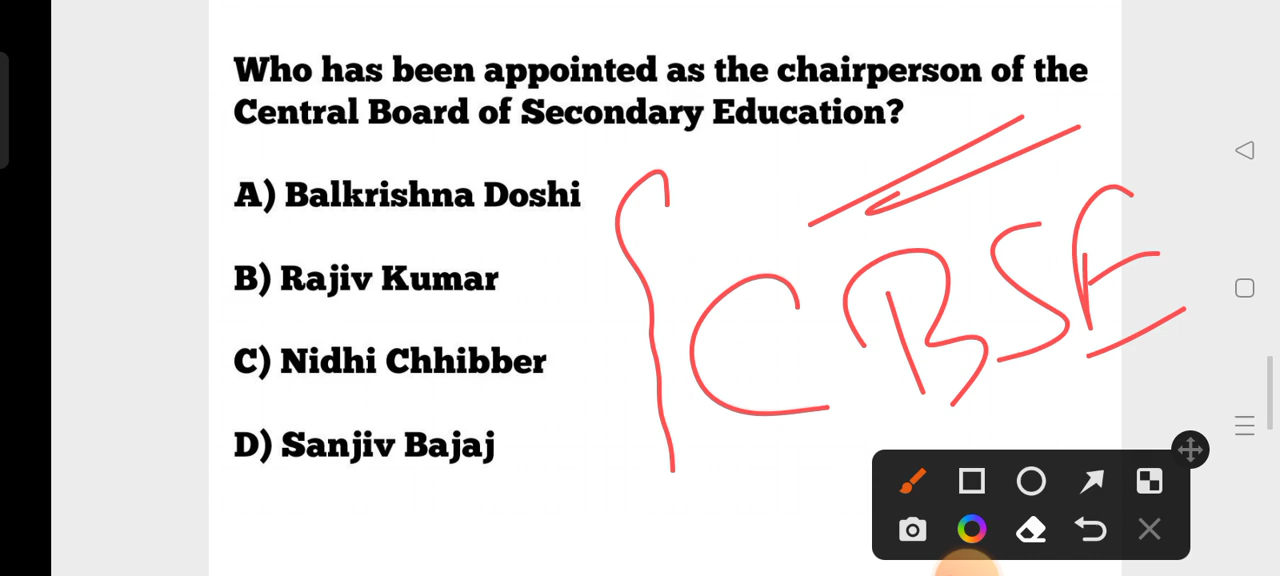 Who has been appointed as the chairperson of the
Central Board of Secondary Education?
A) Balkrishna Doshi
B) Rajiv Kumar
C) Nidhi Chhibber
D) Sanjiv Bajaj
CBSE